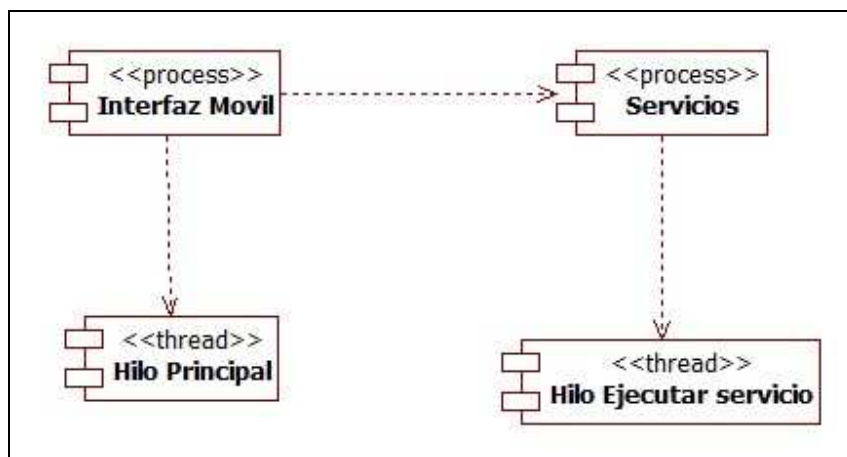 <<process>>
Interfaz Movil
<<process>>
Servicios
<<thread>>
Hilo Principal
<<thread>>
Hilo Ejecutar servicio